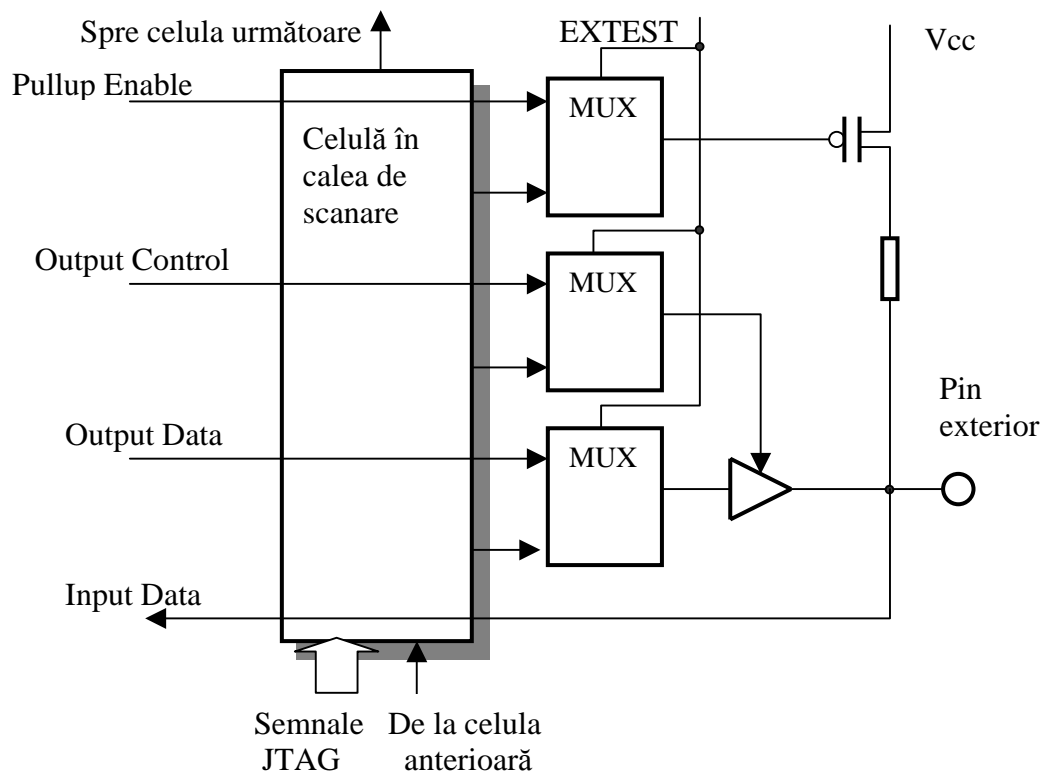 Spre celula următoare
EXTEST
Vcc
Pullup Enable
MUX
Celulă în
calea de
scanare
Output Control
MUX
Pin
exterior
Output Data
MUX
Input Data
Semnale
JTAG
De la celula
anterioară